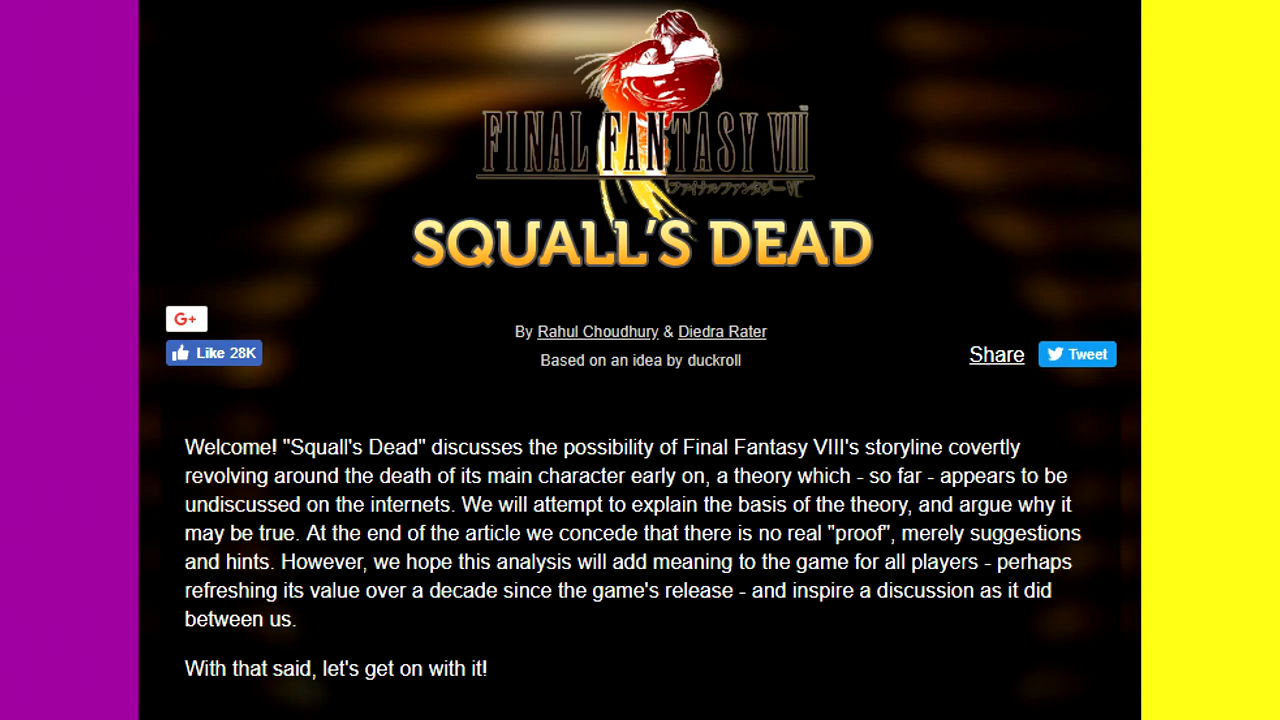 FINAL FANTASY VIII
ファイナルファンタジーVIII
SQUALL'S DEAD
G+
Like 28K
By Rahul Choudhury & Diedra Rater
Based on an idea by duckroll
Share Tweet
Welcome! "Squall's Dead" discusses the possibility of Final Fantasy VIII's storyline covertly
revolving around the death of its main character early on, a theory which - so far - appears to be
undiscussed on the internets. We will attempt to explain the basis of the theory, and argue why it
may be true. At the end of the article we concede that there is no real "proof", merely suggestions
and hints. However, we hope this analysis will add meaning to the game for all players - perhaps
refreshing its value over a decade since the game's release - and inspire a discussion as it did
between us.
With that said, let's get on with it!